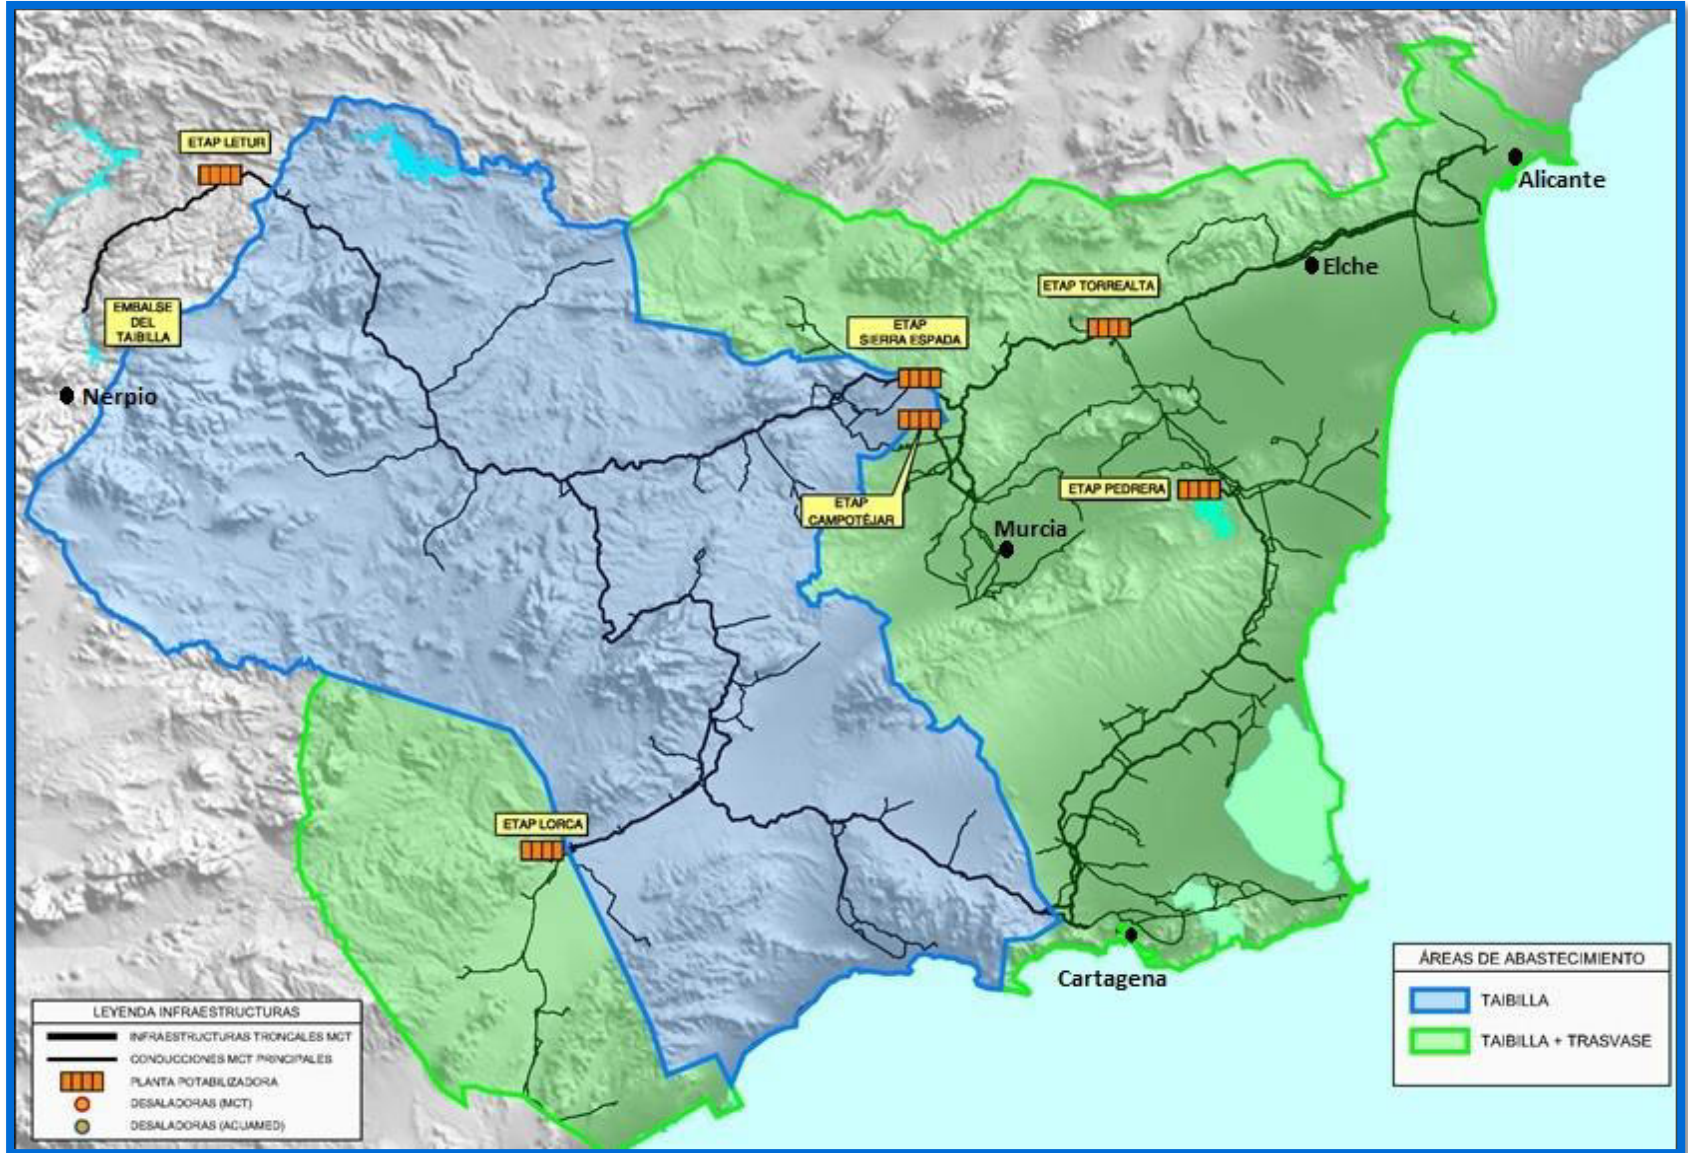 ETAP LETUR
Alicante
Elche
ETAP TORREALTA
EMBALSE
DEL
TAIBILLA
ETAP
SIERRA ESPADA
Nerpio
ETAP PEDRERA
ETAP
CAMPOTÉJAR
Murcia
ETAP LORCA
Cartagena
ÁREAS DE ABASTECIMIENTO
TAIBILLA
TAIBILLA + TRASVASE
LEYENDA INFRAESTRUCTURAS
INFRAESTRUCTURAS TRONCALES MCT
CONDUCCIONES MCT PRINCIPALES
PLANTA POTABILIZADORA
DESALADORAS (MCT)
DESALADORAS (ACUAMED)